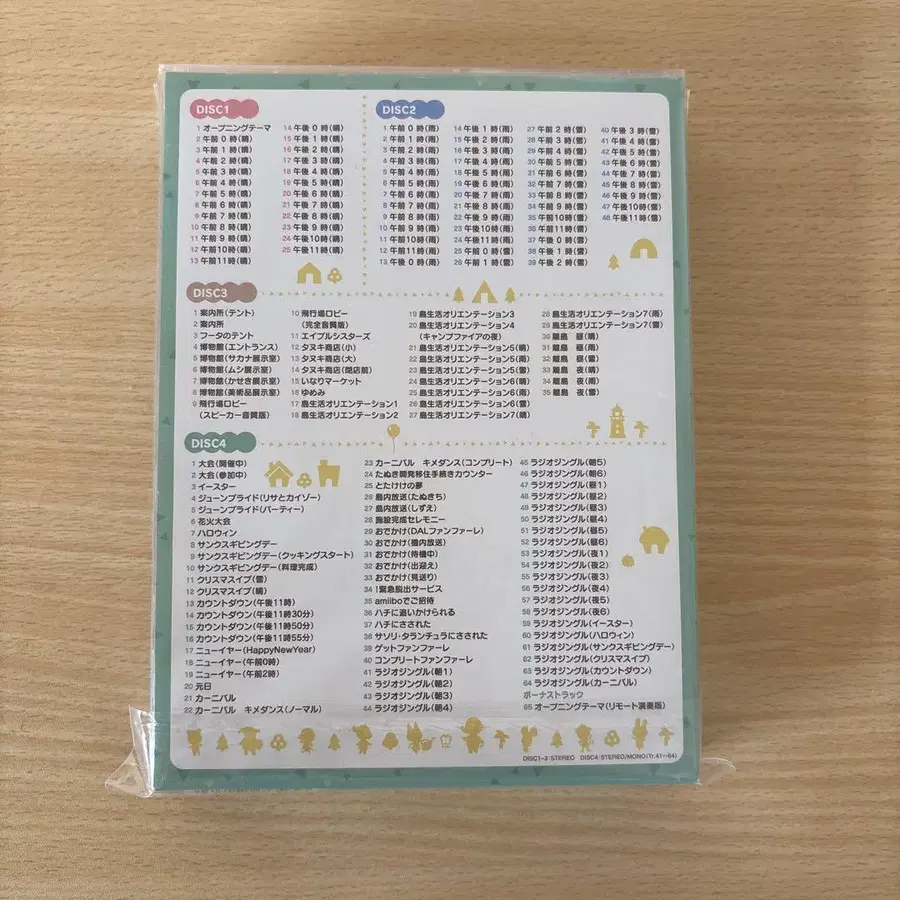 DISC1
1 オープニングテーマ
2 午前 0 時(晴)
3 午前 1 時(晴)
4 午前 2 時(晴)
5 午前 3 時(晴)
6 午前 4 時(晴)
7 午前 5 時(晴)
8 午前 6 時(晴)
9 午前 7 時(晴)
10 午前 8 時(晴)
11 午前 9 時(晴)
12 午前10時(晴)
13 午前11時(晴)
14 午後 0 時(晴)
15 午後 1 時(晴)
16 午後 2 時(晴)
17 午後 3 時(晴)
18 午後 4 時(晴)
19 午後 5 時(晴)
20 午後 6 時(晴)
21 午後 7 時(晴)
22 午後 8 時(晴)
23 午後 9 時(晴)
24 午後10時(晴)
25 午後11時(晴)
DISC2
1 午前 0 時(雨)
2 午前 1 時(雨)
3 午前 2 時(雨)
4 午前 3 時(雨)
5 午前 4 時(雨)
6 午前 5 時(雨)
7 午前 6 時(雨)
8 午前 7 時(雨)
9 午前 8 時(雨)
10 午前 9 時(雨)
11 午前10時(雨)
12 午前11時(雨)
13 午後 0 時(雨)
14 午後 1 時(雨)
15 午後 2 時(雨)
16 午後 3 時(雨)
17 午後 4 時(雨)
18 午後 5 時(雨)
19 午後 6 時(雨)
20 午後 7 時(雨)
21 午後 8 時(雨)
22 午後 9 時(雨)
23 午後10時(雨)
24 午後11時(雨)
25 午前 0 時(雪)
26 午前 1 時(雪)
27 午前 2 時(雪)
28 午前 3 時(雪)
29 午前 4 時(雪)
30 午前 5 時(雪)
31 午前 6 時(雪)
32 午前 7 時(雪)
33 午前 8 時(雪)
34 午前 9 時(雪)
35 午前10時(雪)
36 午前11時(雪)
37 午後 0 時(雪)
38 午後 1 時(雪)
39 午後 2 時(雪)
40 午後 3 時(雪)
41 午後 4 時(雪)
42 午後 5 時(雪)
43 午後 6 時(雪)
44 午後 7 時(雪)
45 午後 8 時(雪)
46 午後 9 時(雪)
47 午後10時(雪)
48 午後11時(雪)
DISC3
1 案内所(テント)
2 案内所
3 フータのテント
4 博物館(エントランス)
5 博物館(サカナ展示室)
6 博物館(ムシ展示室)
7 博物館(かせき展示室)
8 博物館(美術品展示室)
9 飛行場ロビー
(スピーカー音質版)
10 飛行場ロビー
(完全音質版)
11 エイブルシスターズ
12 タヌキ商店(小)
13 タヌキ商店(大)
14 タヌキ商店(閉店前)
15 いなりマーケット
16 ゆめみ
17 島生活オリエンテーション1
18 島生活オリエンテーション2
19 島生活オリエンテーション3
20 島生活オリエンテーション4
(キャンプファイアの夜)
21 島生活オリエンテーション5(晴)
22 島生活オリエンテーション5(雨)
23 島生活オリエンテーション5(雪)
24 島生活オリエンテーション6(晴)
25 島生活オリエンテーション6(雨)
26 島生活オリエンテーション6(雪)
27 島生活オリエンテーション7(晴)
28 島生活オリエンテーション7(雨)
29 島生活オリエンテーション7(雪)
30 離島 昼(晴)
31 離島 昼(雨)
32 離島 昼(雪)
33 離島 夜(晴)
34 離島 夜(雨)
35 離島 夜(雪)
DISC4
1 大会(開催中)
2 大会(参加中)
3 イースター
4 ジューンブライド(リサとカイゾー)
5 ジューンブライド(パーティー)
6 花火大会
7 ハロウィン
8 サンクスギビングデー
9 サンクスギビングデー(クッキングスタート)
10 サンクスギビングデー(料理完成)
11 クリスマスイブ(雪)
12 クリスマスイブ(晴)
13 カウントダウン(午後11時)
14 カウントダウン(午後11時30分)
15 カウントダウン(午後11時50分)
16 カウントダウン(午後11時55分)
17 ニューイヤー(HappyNewYear)
18 ニューイヤー(午前0時)
19 ニューイヤー(午前2時)
20 元日
21 カーニバル
22 カーニバル キメダンス(ノーマル)
23 カーニバル キメダンス(コンプリート)
24 たぬき開発移住手続きカウンター
25 とたけけの夢
26 島内放送(たぬきち)
27 島内放送(しずえ)
28 施設完成セレモニー
29 おでかけ(DALファンファーレ)
30 おでかけ(機内放送)
31 おでかけ(待機中)
32 おでかけ(出迎え)
33 おでかけ(見送り)
34 !緊急脱出サービス
35 amiiboでご招待
36 ハチに追いかけられる
37 ハチにさされた
38 サソリ・タランチュラにさされた
39 ゲットファンファーレ
40 コンプリートファンファーレ
41 ラジオジングル(朝1)
42 ラジオジングル(朝2)
43 ラジオジングル(朝3)
44 ラジオジングル(朝4)
45 ラジオジングル(朝5)
46 ラジオジングル(朝6)
47 ラジオジングル(昼1)
48 ラジオジングル(昼2)
49 ラジオジングル(昼3)
50 ラジオジングル(昼4)
51 ラジオジングル(昼5)
52 ラジオジングル(昼6)
53 ラジオジングル(夜1)
54 ラジオジングル(夜2)
55 ラジオジングル(夜3)
56 ラジオジングル(夜4)
57 ラジオジングル(夜5)
58 ラジオジングル(夜6)
59 ラジオジングル(イースター)
60 ラジオジングル(ハロウィン)
61 ラジオジングル(サンクスギビングデー)
62 ラジオジングル(クリスマスイブ)
63 ラジオジングル(カウントダウン)
64 ラジオジングル(カーニバル)
ボーナストラック
65 オープニングテーマ(リモート演奏版)
DISC1~3:STEREO DISC4:STEREO/MONO(Tr.41~64)